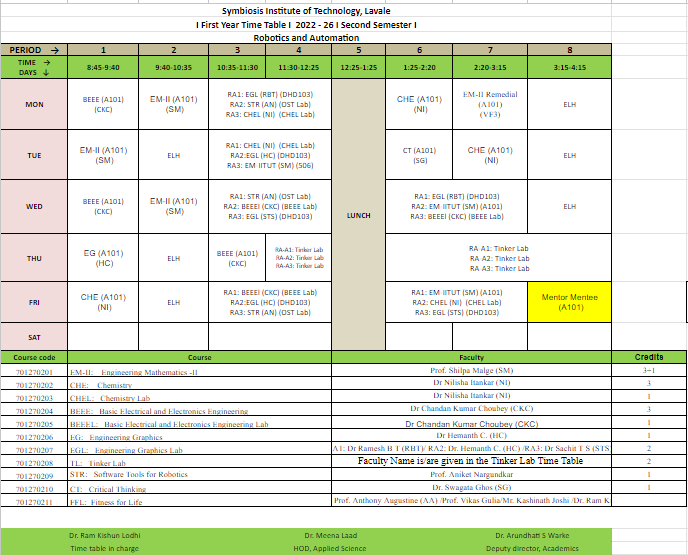 Symbiosis Institute of Technology, Lavale
I First Year Time Table I 2022 - 26 I Second Semester I
Robotics and Automation
PERIOD → 1 2 3 4 5 6 7 8
TIME →
DAYS ↓ 8:45-9:40 9:40-10:35 10:35-11:30 11:30-12:25 12:25-1:25 1:25-2:20 2:20-3:15 3:15-4:15
MON
BEEE (A101)
(CKC)
EM-II (A101)
(SM)
RA1: EGL (RBT) (DHD103)
RA2: STR (AN) (OST Lab)
RA3: CHEL (NI) (CHEL Lab)
CHE (A101)
(NI)
EM-II Remedial
(A101)
(VF3)
ELH
TUE
EM-II (A101)
(SM)
ELH
RA1: CHEL (NI) (CHEL Lab)
RA2:EGL (HC) (DHD103)
RA3: EM-IITUT (SM) (506)
CT (A101)
(SG)
CHE (A101)
(NI)
ELH
WED
BEEE (A101)
(CKC)
EM-II (A101)
(SM)
RA1: STR (AN) (OST Lab)
RA2: BEEEl (CKC) (BEEE Lab)
RA3: EGL (STS) (DHD103)
LUNCH
RA1: EGL (RBT) (DHD103)
RA2: EM-IITUT (SM) (A101)
RA3: BEEEl (CKC) (BEEE Lab)
ELH
THU
EG (A101)
(HC)
ELH
BEEE (A101)
(CKC)
RA-A1: Tinker Lab
RA-A2: Tinker Lab
RA-A3: Tinker Lab
RA A1: Tinker Lab
RA A2: Tinker Lab
RA A3: Tinker Lab
FRI
CHE (A101)
(NI)
ELH
RA1: BEEEl (CKC) (BEEE Lab)
RA2:EGL (HC) (DHD103)
RA3: STR (AN) (OST Lab)
RA1: EM-IITUT (SM) (A101)
RA2: CHEL (NI) (CHEL Lab)
RA3: EGL (STS) (DHD103)
Mentor Mentee
(A101)
SAT
Course code Course Faculty Credits
701270201 EM-II: Engineering Mathematics -II Prof. Shilpa Malge (SM) 3+1
701270202 CHE: Chemistry Dr Nilisha Itankar (NI) 3
701270203 CHEL: Chemistry Lab Dr Nilisha Itankar (NI) 1
701270204 BEEE: Basic Electrical and Electronics Engineering Dr Chandan Kumar Choubey (CKC) 3
701270205 BEEEL: Basic Electrical and Electronics Engineering Lab Dr Chandan Kumar Choubey (CKC) 1
701270206 EG: Engineering Graphics Dr Hemanth C. (HC) 1
701270207 EGL: Engineering Graphics Lab A1: Dr Ramesh B T (RBT)/ RA2: Dr. Hemanth C. (HC) /RA3: Dr Sachit T S (STS 2
701270208 TL: Tinker Lab Faculty Name is/are given in the Tinker Lab Time Table 2
701270209 STR: Software Tools for Robotics Prof. Aniket Nargundkar 1
701270210 CT: Critical Thinking Dr. Swagata Ghos (SG) 1
701270211 FFL: Fitness for Life Prof. Anthony Augustine (AA) /Prof. Vikas Gulia/Mr. Kashinath Joshi /Dr. Ram K
Dr. Ram Kishun Lodhi Dr. Meena Laad Dr. Arundhati S Warke
Time table in charge HOD, Applied Science Deputy director, Academics